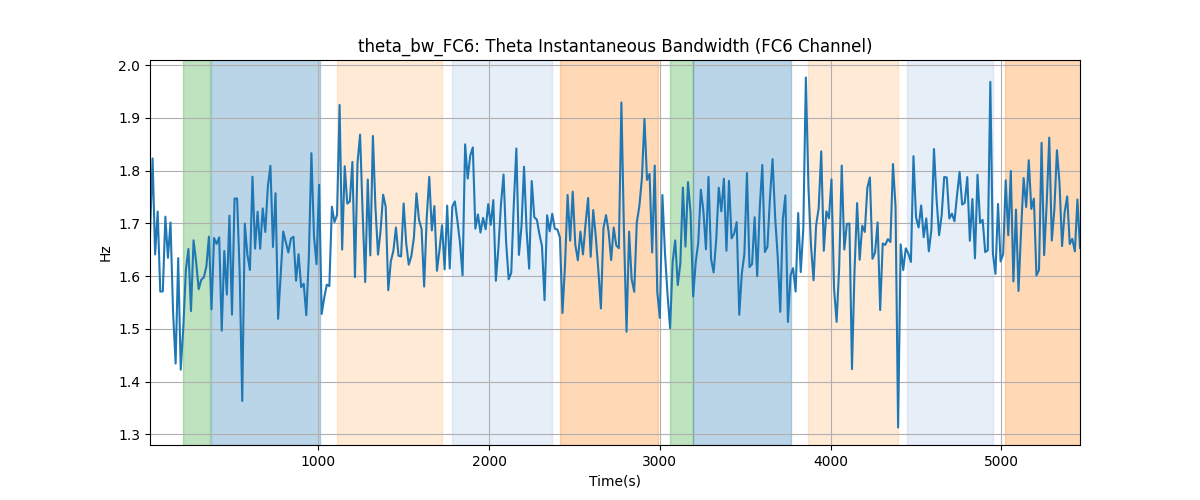 theta_bw_FC6: Theta Instantaneous Bandwidth (FC6 Channel)
2.0
1.9
1.8
1.7
1.6
1.5
1.4
1.3
Hz
1000 2000 3000 4000 5000
Time(s)